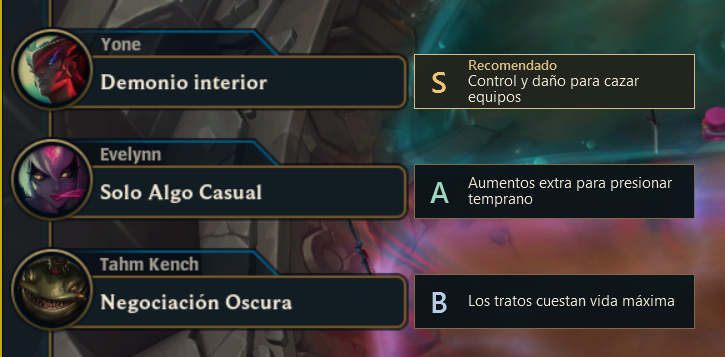 Yone
Demonio interior
S
Recomendado
Control y daño para cazar
equipos
Evelynn
Solo Algo Casual
A
Aumentos extra para presionar
temprano
Tahm Kench
Negociación Oscura
B
Los tratos cuestan vida máxima